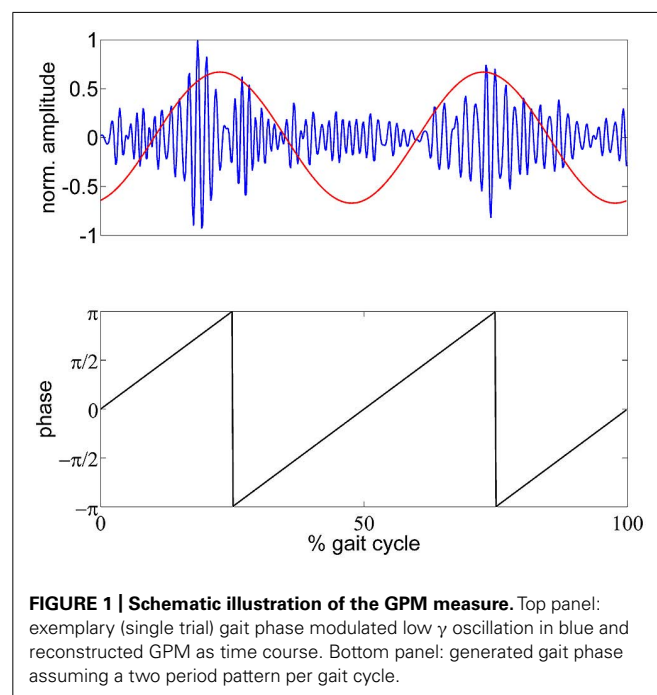 1
0.5
0
-0.5
-1
norm. amplitude
π
π/2
0
−π/2
−π
phase
0
50
100
% gait cycle
FIGURE 1 | Schematic illustration of the GPM measure. Top panel:
exemplary (single trial) gait phase modulated low γ oscillation in blue and
reconstructed GPM as time course. Bottom panel: generated gait phase
assuming a two period pattern per gait cycle.